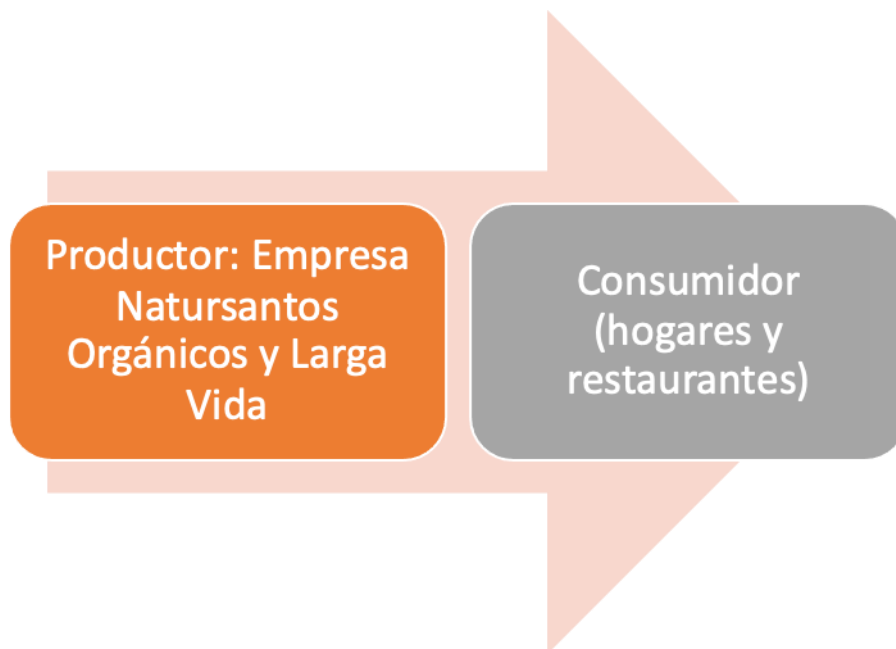 Productor: Empresa
Natursantos
Orgánicos y Larga
Vida
Consumidor
(hogares y
restaurantes)